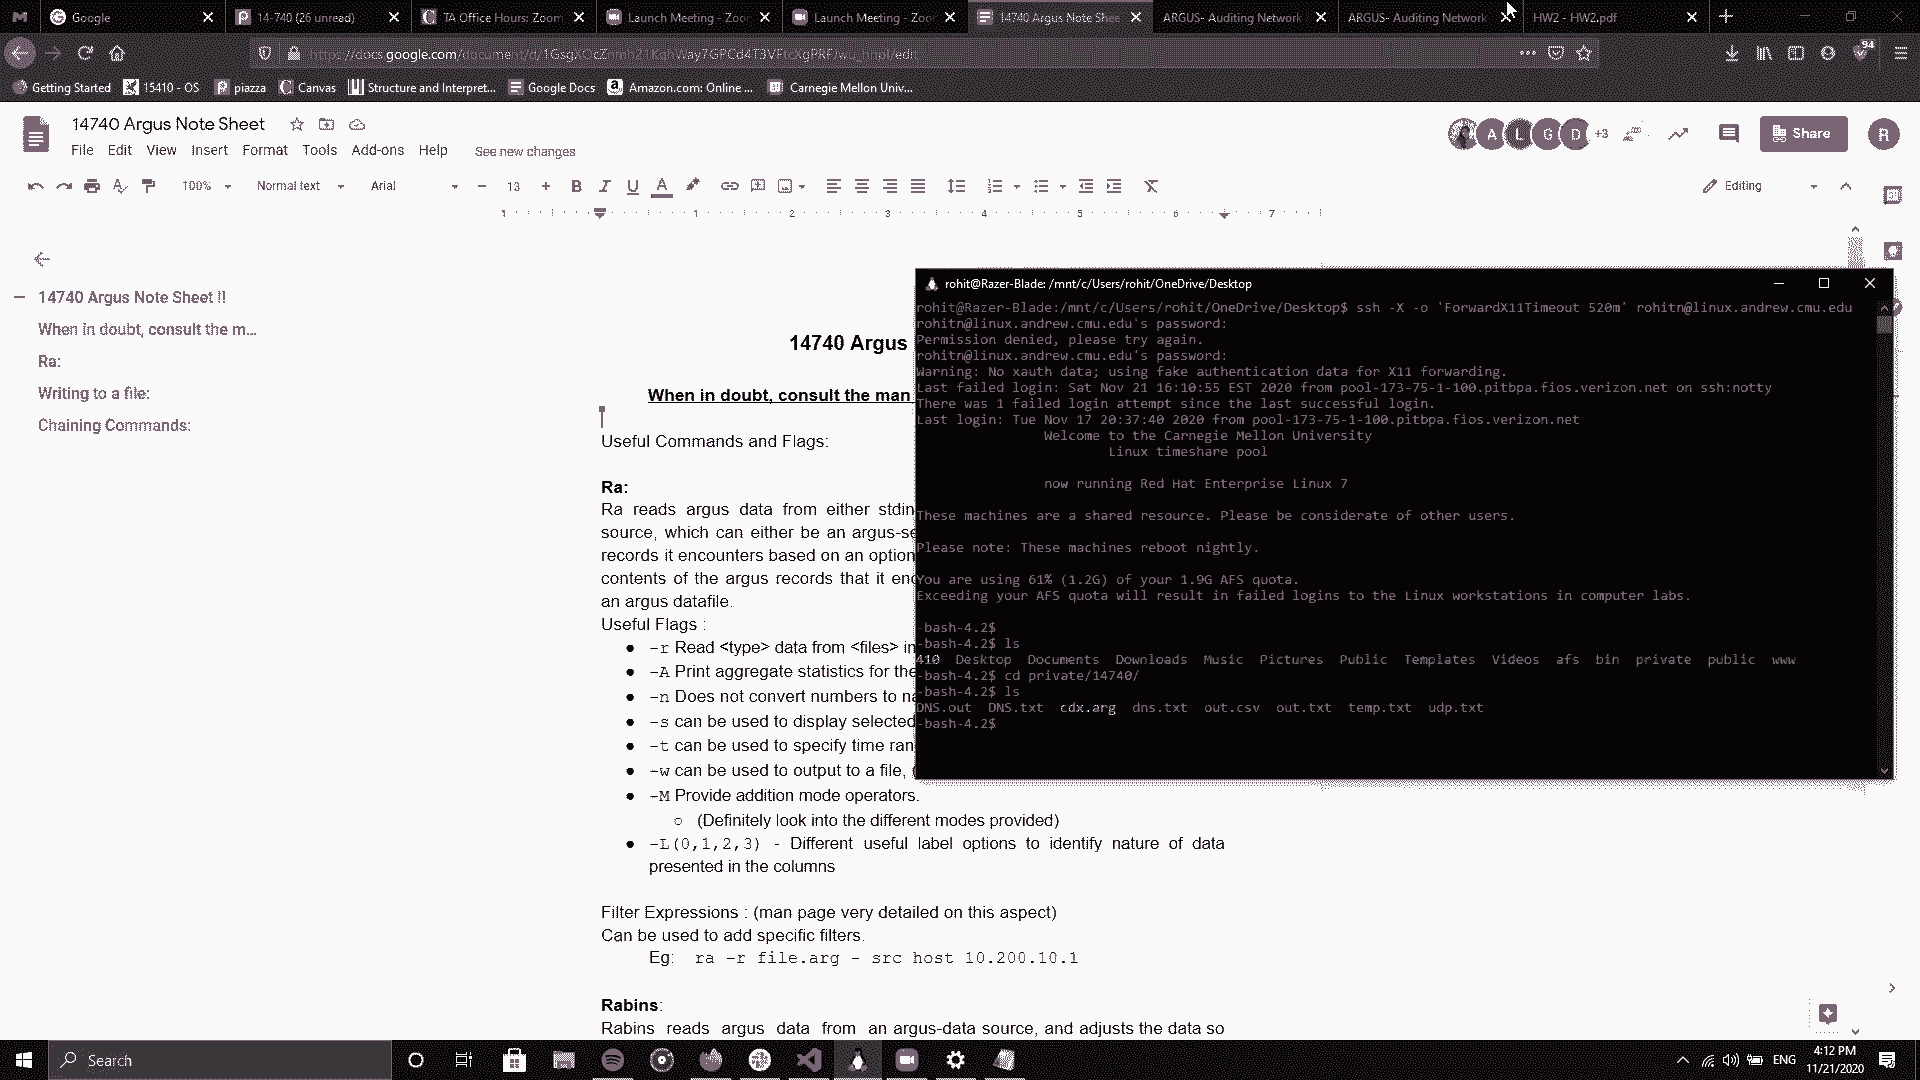 Google
14-740 (26 unread)
TA Office Hours: Zoom
Launch Meeting - Zoom
Launch Meeting - Zoom
14740 Argus Note Shee
ARGUS- Auditing Network
ARGUS- Auditing Network
HW2 - HW2.pdf
94
Getting Started
15410 - OS
piazza
Canvas
Structure and Interpret...
Google Docs
Amazon.com: Online ...
Carnegie Mellon Univ...
14740 Argus Note Sheet
File Edit View Insert Format Tools Add-ons Help See new changes
A L G D +3
Share
R
100% Normal text Arial - 13 + B I U A
Editing
1 1 2 3 4 5 6 7
14740 Argus Note Sheet !!
When in doubt, consult the m...
Ra:
Writing to a file:
Chaining Commands:
14740 Argus
When in doubt, consult the man
Useful Commands and Flags:
Ra:
Ra reads argus data from either stdin
source, which can either be an argus-se
records it encounters based on an option
contents of the argus records that it enc
an argus datafile.
Useful Flags :
● -r Read <type> data from <files> in
● -A Print aggregate statistics for the
● -n Does not convert numbers to na
● -s can be used to display selected
● -t can be used to specify time ran
● -w can be used to output to a file,
● -M Provide addition mode operators.
○ (Definitely look into the different modes provided)
● -L(0,1,2,3) - Different useful label options to identify nature of data
presented in the columns
Filter Expressions : (man page very detailed on this aspect)
Can be used to add specific filters.
Eg: ra -r file.arg - src host 10.200.10.1
Rabins:
Rabins reads argus data from an argus-data source, and adjusts the data so
rohit@Razer-Blade: /mnt/c/Users/rohit/OneDrive/Desktop
rohit@Razer-Blade:/mnt/c/Users/rohit/OneDrive/Desktop$ ssh -X -o 'ForwardX11Timeout 520m' rohitn@linux.andrew.cmu.edu
rohitn@linux.andrew.cmu.edu's password:
Permission denied, please try again.
rohitn@linux.andrew.cmu.edu's password:
Warning: No xauth data; using fake authentication data for X11 forwarding.
Last failed login: Sat Nov 21 16:10:55 EST 2020 from pool-173-75-1-100.pitbpa.fios.verizon.net on ssh:notty
There was 1 failed login attempt since the last successful login.
Last login: Tue Nov 17 20:37:40 2020 from pool-173-75-1-100.pitbpa.fios.verizon.net
Welcome to the Carnegie Mellon University
Linux timeshare pool
now running Red Hat Enterprise Linux 7
These machines are a shared resource. Please be considerate of other users.
Please note: These machines reboot nightly.
You are using 61% (1.2G) of your 1.9G AFS quota.
Exceeding your AFS quota will result in failed logins to the Linux workstations in computer labs.
-bash-4.2$
-bash-4.2$ ls
410 Desktop Documents Downloads Music Pictures Public Templates Videos afs bin private public www
-bash-4.2$ cd private/14740/
-bash-4.2$ ls
DNS.out DNS.txt cdx.arg dns.txt out.csv out.txt temp.txt udp.txt
-bash-4.2$
Search
ENG
4:12 PM
11/21/2020